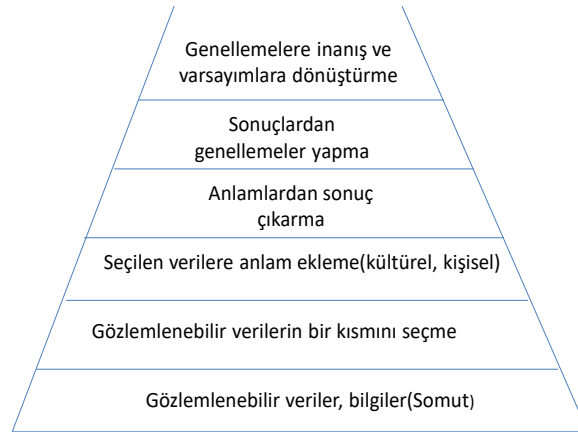 Genellemelere inanış ve
varsayımlara dönüştürme
Sonuçlardan
genellemeler yapma
Anlamlardan sonuç
çıkarma
Seçilen verilere anlam ekleme(kültürel, kişisel)
Gözlemlenebilir verilerin bir kısmını seçme
Gözlemlenebilir veriler, bilgiler(Somut)